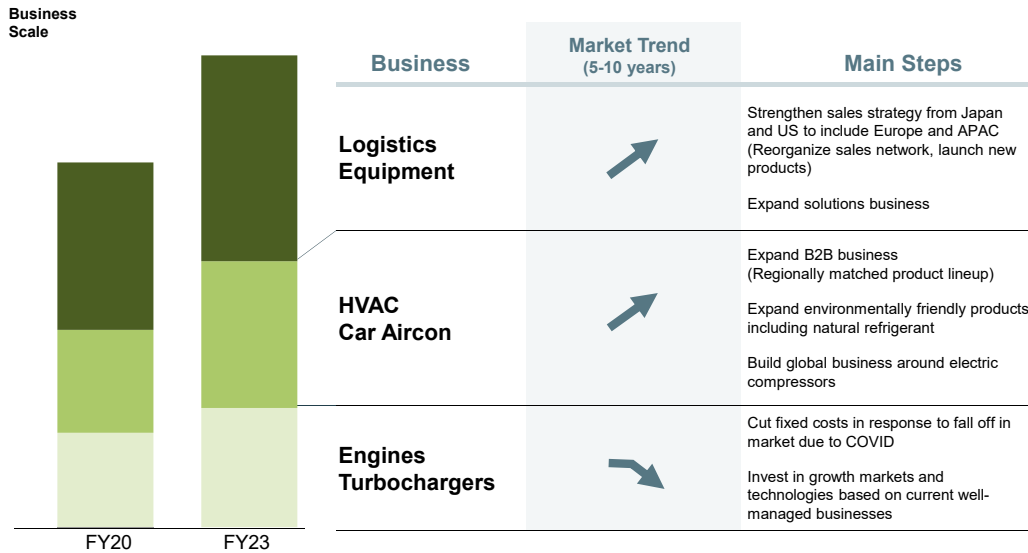 Business
Scale
Business
Market Trend
(5-10 years)
Main Steps
Logistics
Equipment
Strengthen sales strategy from Japan
and US to include Europe and APAC
(Reorganize sales network, launch new
products)
Expand solutions business
HVAC
Car Aircon
Expand B2B business
(Regionally matched product lineup)
Expand environmentally friendly products
including natural refrigerant
Build global business around electric
compressors
Engines
Turbochargers
Cut fixed costs in response to fall off in
market due to COVID
Invest in growth markets and
technologies based on current well-
managed businesses
FY20
FY23